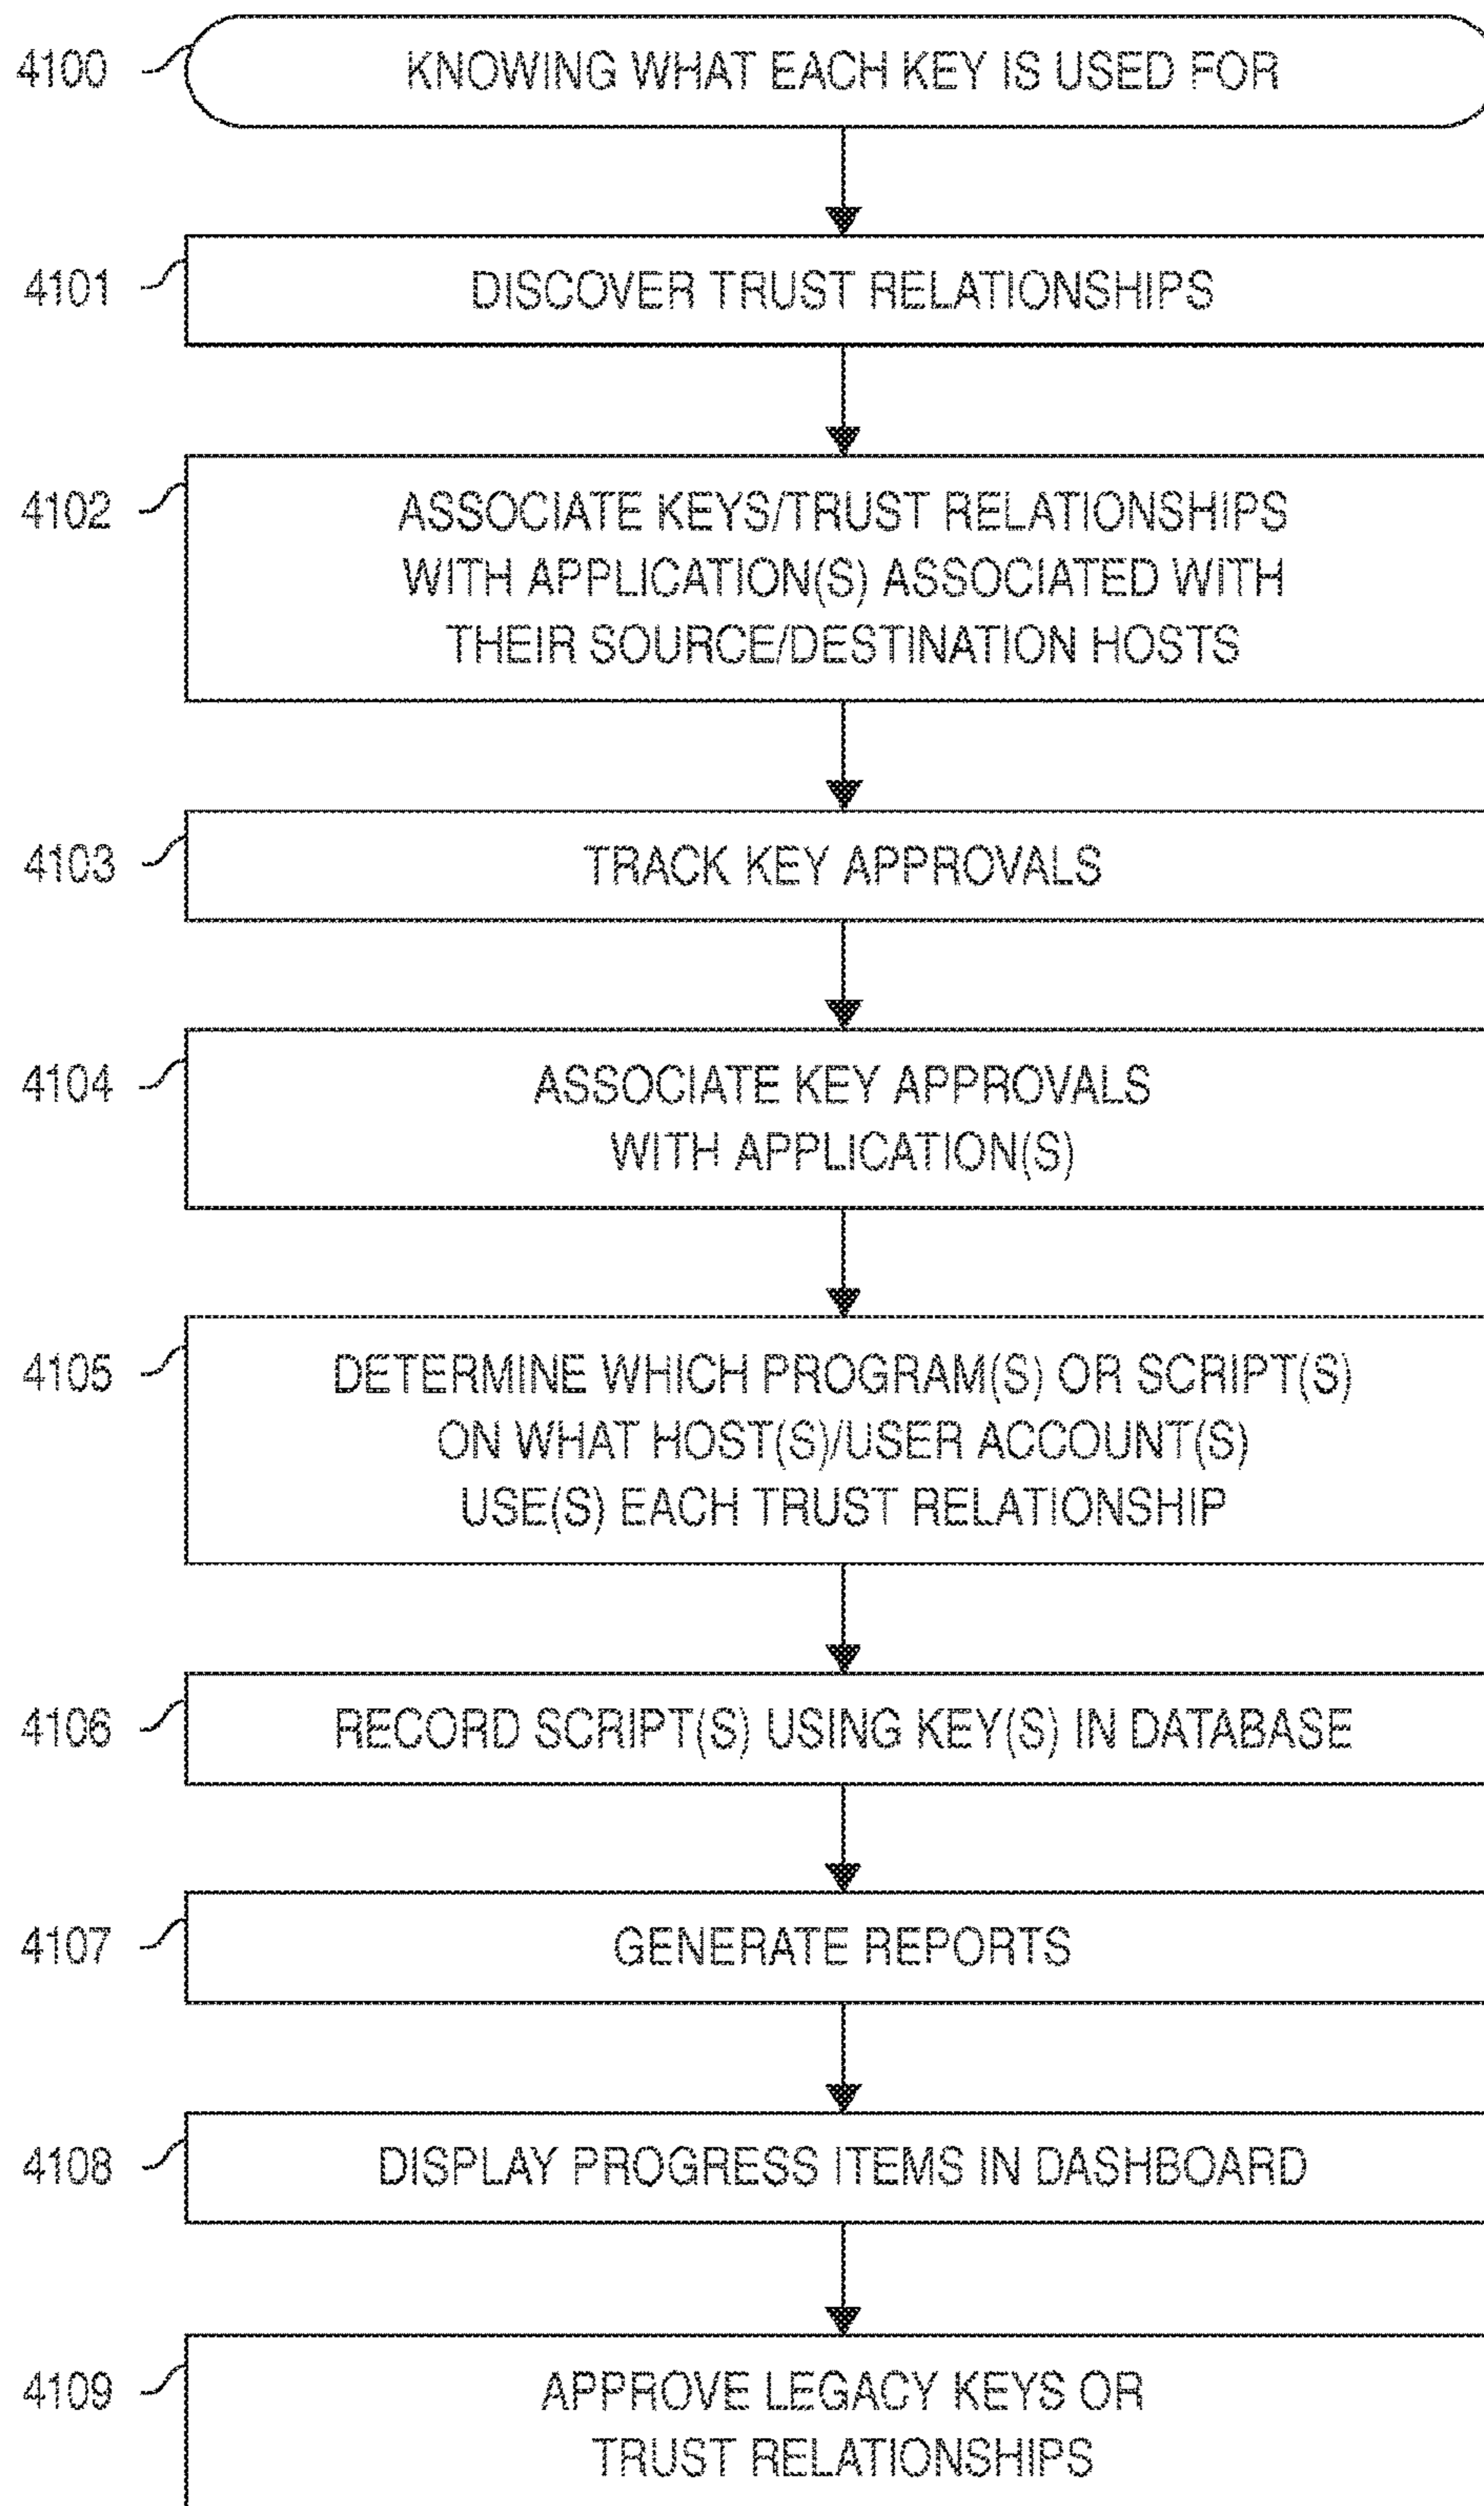 4100 KNOWING WHAT EACH KEY IS USED FOR
4101 DISCOVER TRUST RELATIONSHIPS
4102 ASSOCIATE KEYS/TRUST RELATIONSHIPS
WITH APPLICATION(S) ASSOCIATED WITH
THEIR SOURCE/DESTINATION HOSTS
4103 TRACK KEY APPROVALS
4104 ASSOCIATE KEY APPROVALS
WITH APPLICATION(S)
4105 DETERMINE WHICH PROGRAM(S) OR SCRIPT(S)
ON WHAT HOST(S)/USER ACCOUNT(S)
USE(S) EACH TRUST RELATIONSHIP
4106 RECORD SCRIPT(S) USING KEY(S) IN DATABASE
4107 GENERATE REPORTS
4108 DISPLAY PROGRESS ITEMS IN DASHBOARD
4109 APPROVE LEGACY KEYS OR
TRUST RELATIONSHIPS